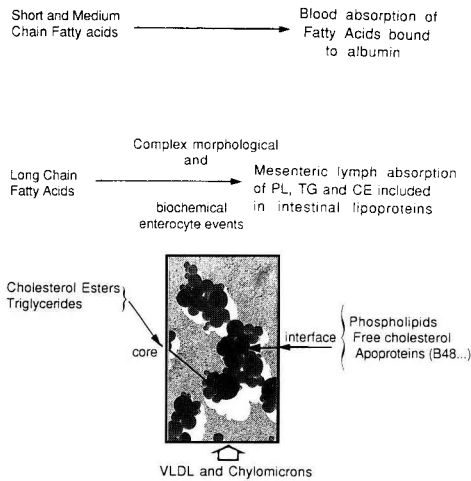 Short and Medium
Chain Fatty acids
Blood absorption of
Fatty Acids bound
to albumin
Complex morphological
and
Long Chain
Fatty Acids
Mesenteric lymph absorption
of PL, TG and CE included
in intestinal lipoproteins
biochemical
enterocyte events
Cholesterol Esters
Triglycerides
core
interface
Phospholipids
Free cholesterol
Apoproteins (B48...)
VLDL and Chylomicrons